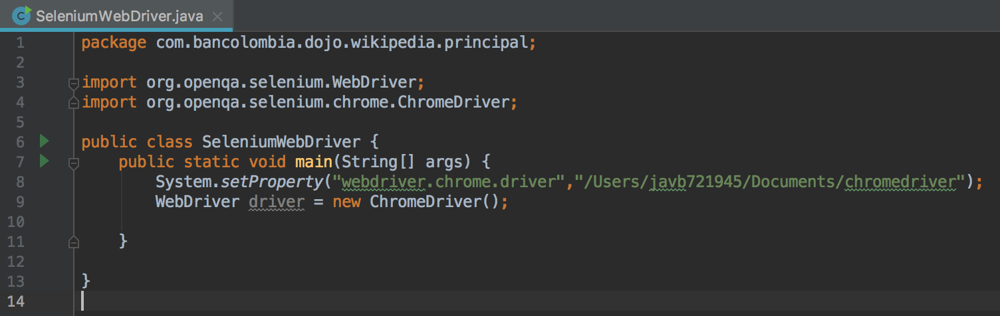 SeleniumWebDriver.java
1 package com.bancolombia.dojo.wikipedia.principal;
2
3 import org.openqa.selenium.WebDriver;
4 import org.openqa.selenium.chrome.ChromeDriver;
5
6 public class SeleniumWebDriver {
7 public static void main(String[] args) {
8 System.setProperty("webdriver.chrome.driver","/Users/javb721945/Documents/chromedriver");
9 WebDriver driver = new ChromeDriver();
10
11 }
12
13 }
14